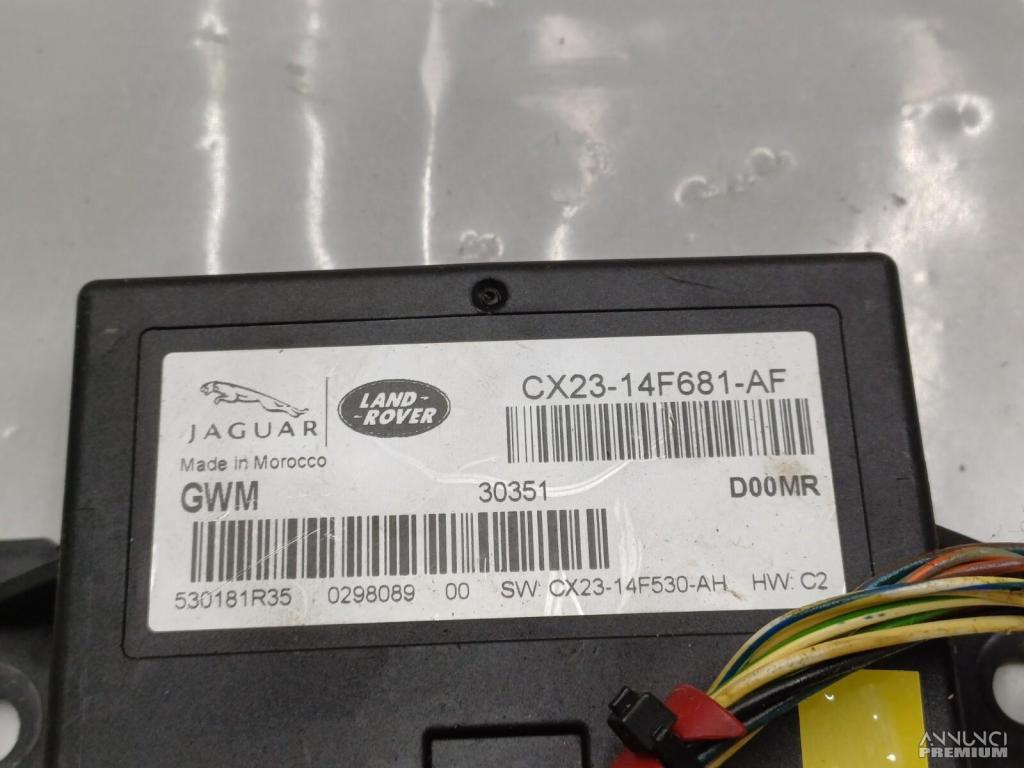 JAGUAR
LAND-
-ROVER
CX23-14F681-AF
Made in Morocco
GWM 30351 D00MR
530181R35 0298089 00 SW: CX23-14F530-AH HW: C2
ANNUNCI
PREMIUM